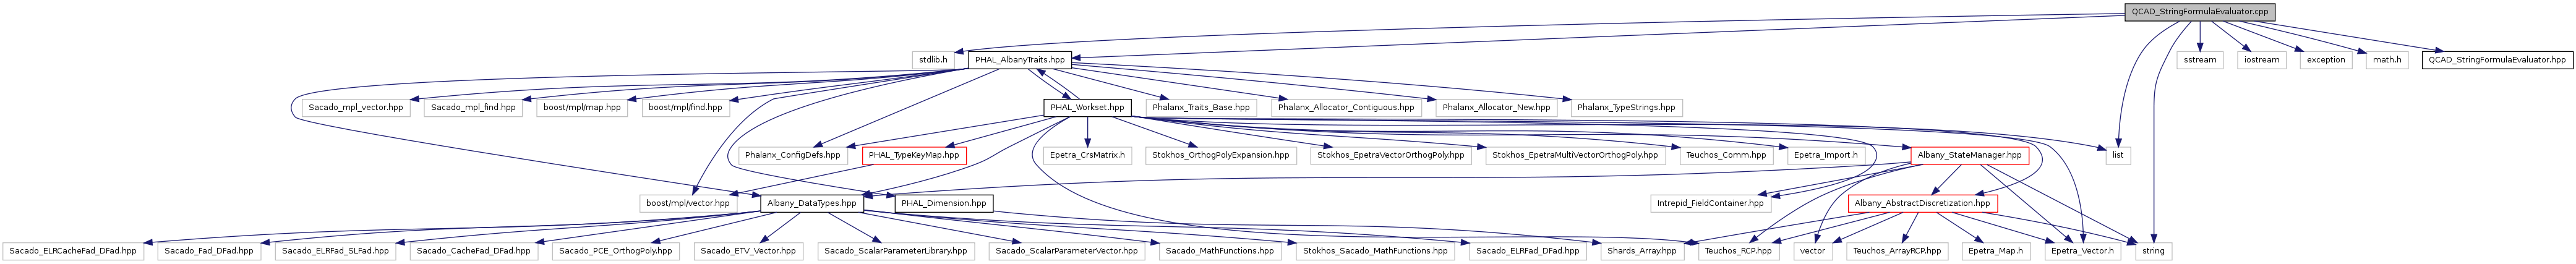 QCAD_StringFormulaEvaluator.cpp
stdlib.h
PHAL_AlbanyTraits.hpp
sstream
iostream
exception
math.h
QCAD_StringFormulaEvaluator.hpp
Sacado_mpl_vector.hpp
Sacado_mpl_find.hpp
boost/mpl/map.hpp
boost/mpl/find.hpp
PHAL_Workset.hpp
Phalanx_Traits_Base.hpp
Phalanx_Allocator_Contiguous.hpp
Phalanx_Allocator_New.hpp
Phalanx_TypeStrings.hpp
Phalanx_ConfigDefs.hpp
PHAL_TypeKeyMap.hpp
Epetra_CrsMatrix.h
Stokhos_OrthogPolyExpansion.hpp
Stokhos_EpetraVectorOrthogPoly.hpp
Stokhos_EpetraMultiVectorOrthogPoly.hpp
Teuchos_Comm.hpp
Epetra_Import.h
Albany_StateManager.hpp
list
boost/mpl/vector.hpp
Albany_DataTypes.hpp
PHAL_Dimension.hpp
Intrepid_FieldContainer.hpp
Albany_AbstractDiscretization.hpp
Sacado_ELRCacheFad_DFad.hpp
Sacado_Fad_DFad.hpp
Sacado_ELRFad_SLFad.hpp
Sacado_CacheFad_DFad.hpp
Sacado_PCE_OrthogPoly.hpp
Sacado_ETV_Vector.hpp
Sacado_ScalarParameterLibrary.hpp
Sacado_ScalarParameterVector.hpp
Sacado_MathFunctions.hpp
Stokhos_Sacado_MathFunctions.hpp
Sacado_ELRFad_DFad.hpp
Shards_Array.hpp
Teuchos_RCP.hpp
vector
Teuchos_ArrayRCP.hpp
Epetra_Map.h
Epetra_Vector.h
string